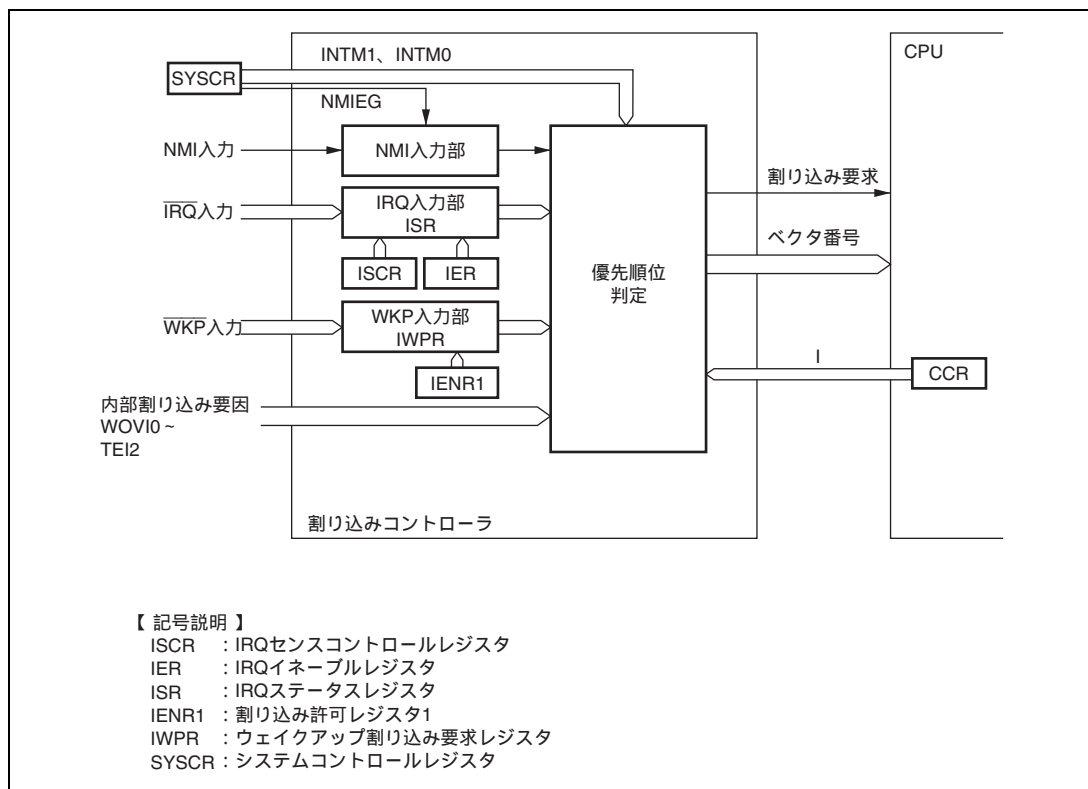 INTM1、INTM0
CPU
SYSCR
NMIEG
NMI入力
NMI入力部
割り込み要求
IRQ入力
IRQ入力部
ISR
ベクタ番号
ISCR
IER
優先順位
判定
WKP入力
WKP入力部
IWPR
I
IENR1
CCR
内部割り込み要因
WOVI0~
TEI2
割り込みコントローラ
【 記号説明 】
ISCR :IRQセンスコントロールレジスタ
IER :IRQイネーブルレジスタ
ISR :IRQステータスレジスタ
IENR1 :割り込み許可レジスタ1
IWPR :ウェイクアップ割り込み要求レジスタ
SYSCR:システムコントロールレジスタ